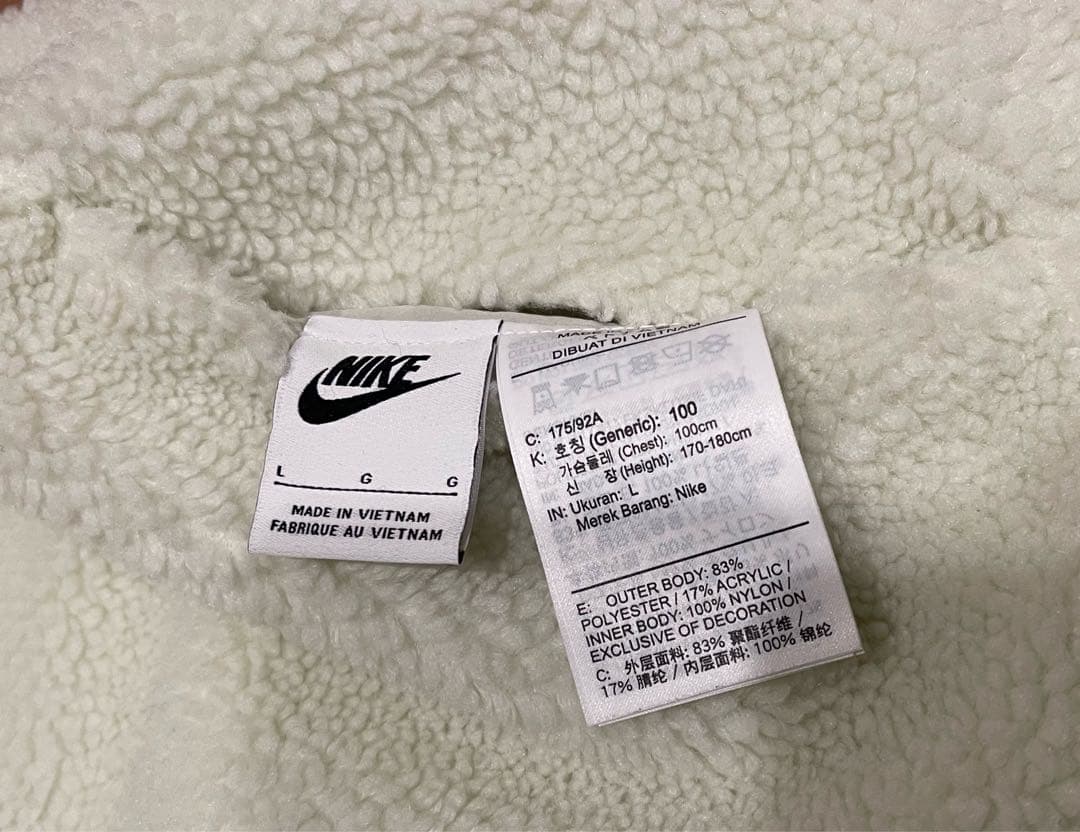 NIKE
L G G
MADE IN VIETNAM
FABRIQUE AU VIETNAM
DIBUAT DI VIETNAM
C: 175/92A
K: 호칭 (Generic): 100
가슴둘레 (Chest): 100cm
신 장 (Height): 170-180cm
IN: Ukuran: L
Merek Barang: Nike
E: OUTER BODY: 83%
POLYESTER / 17% ACRYLIC /
INNER BODY: 100% NYLON /
EXCLUSIVE OF DECORATION
C: 外层面料: 83% 聚酯纤维 /
17% 腈纶 / 内层面料: 100% 锦纶